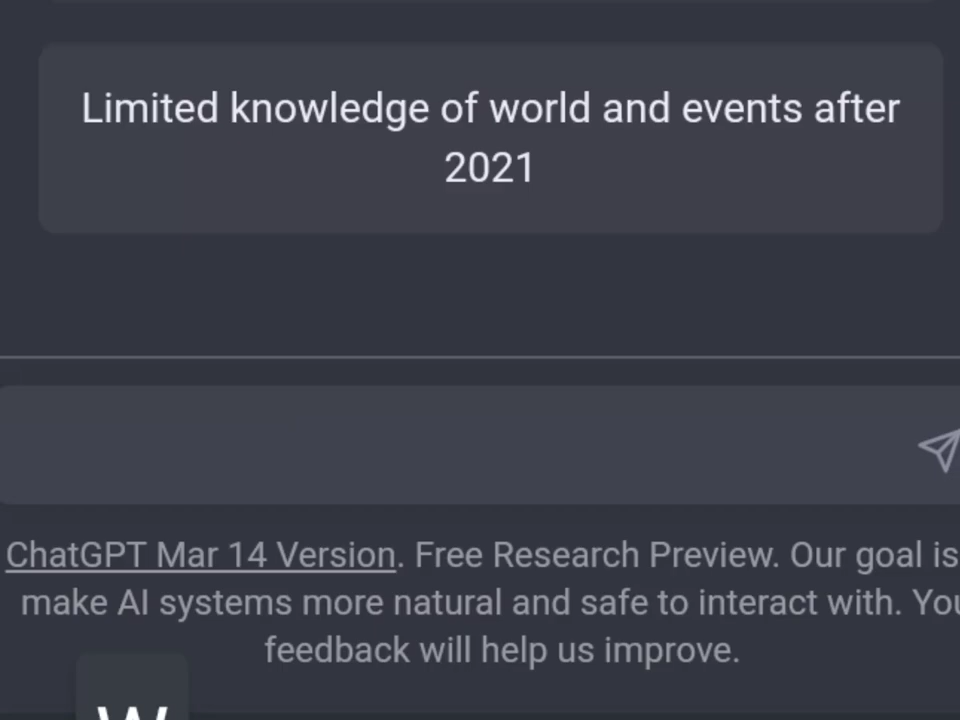 Limited knowledge of world and events after
2021
ChatGPT Mar 14 Version. Free Research Preview. Our goal is
make AI systems more natural and safe to interact with.
feedback will help us improve.
W